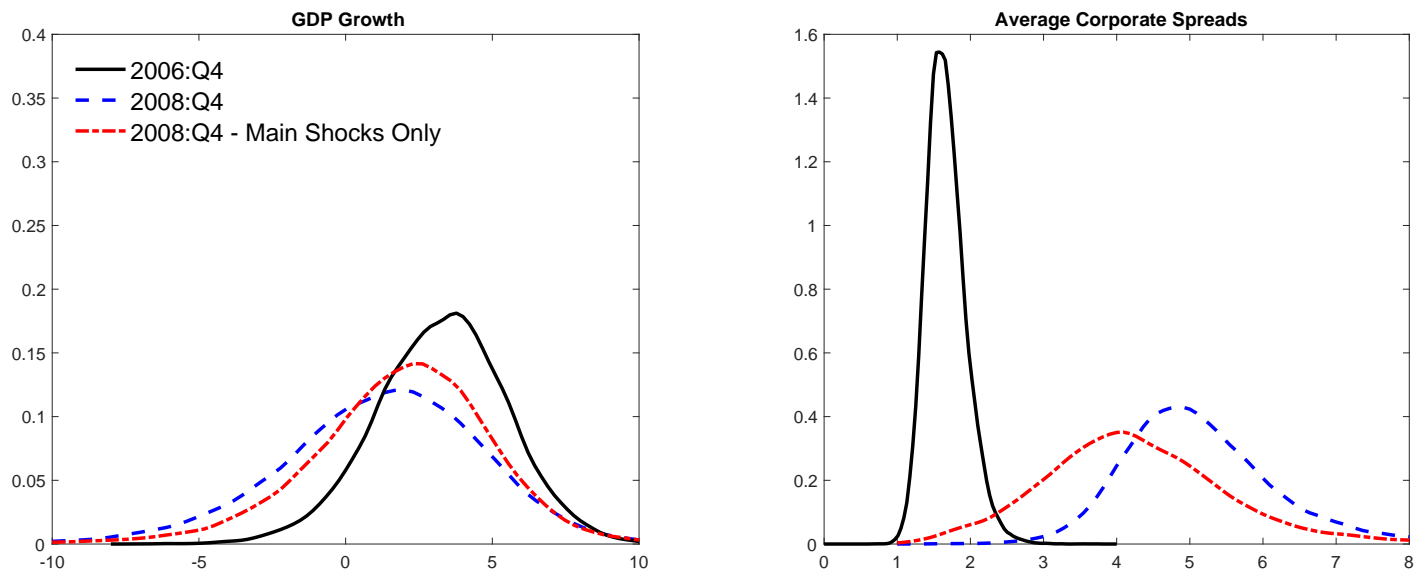 GDP Growth
0.4
0.35
0.3
0.25
0.2
0.15
0.1
0.05
0
-10 -5 0 5 10
2006:Q4
2008:Q4
2008:Q4 - Main Shocks Only
Average Corporate Spreads
1.6
1.4
1.2
1
0.8
0.6
0.4
0.2
0
0 1 2 3 4 5 6 7 8